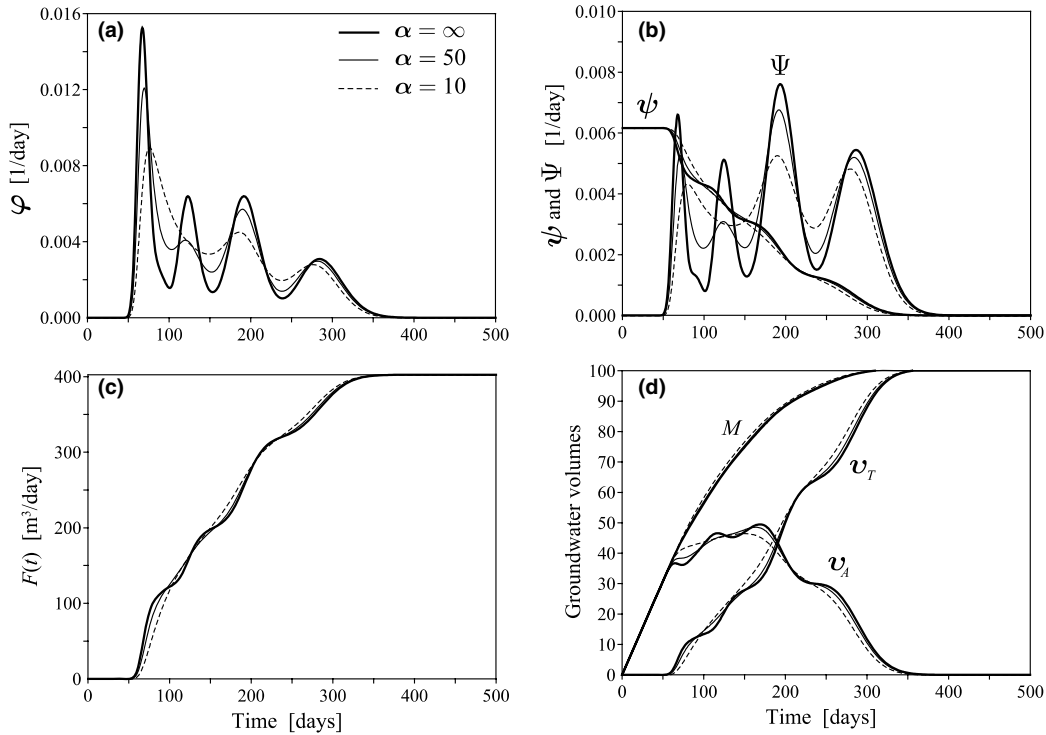 (a)
α = ∞
α = 50
α = 10
0.016
0.012
0.008
0.004
0.000
φ [1/day]
0 100 200 300 400 500
(b)
Ψ
ψ
0.010
0.008
0.006
0.004
0.002
0.000
ψ and Ψ [1/day]
0 100 200 300 400 500
(c)
400
300
200
100
0
F(t) [m³/day]
0 100 200 300 400 500
Time [days]
(d)
M
υT
υA
100
90
80
70
60
50
40
30
20
10
0
Groundwater volumes
0 100 200 300 400 500
Time [days]